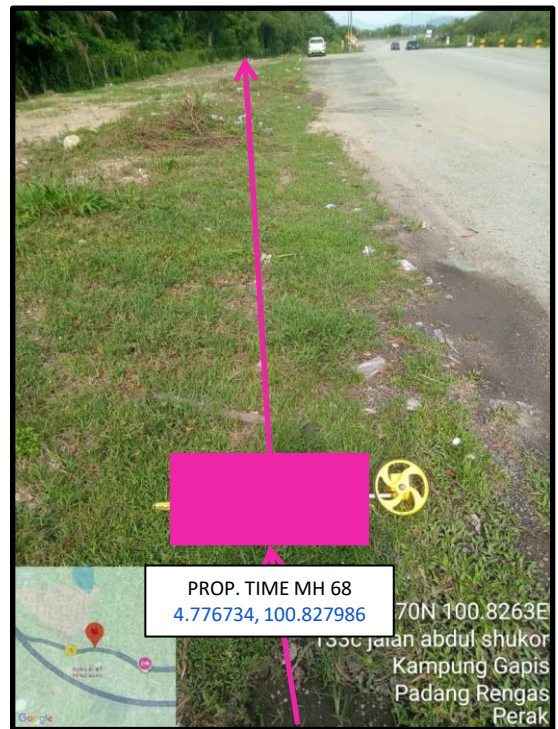 PROP. TIME MH 68
4.776734, 100.827986
70N 100.8263E
133c jalan abdul shukor
Kampung Gapis
Padang Rengas
Perak
Google